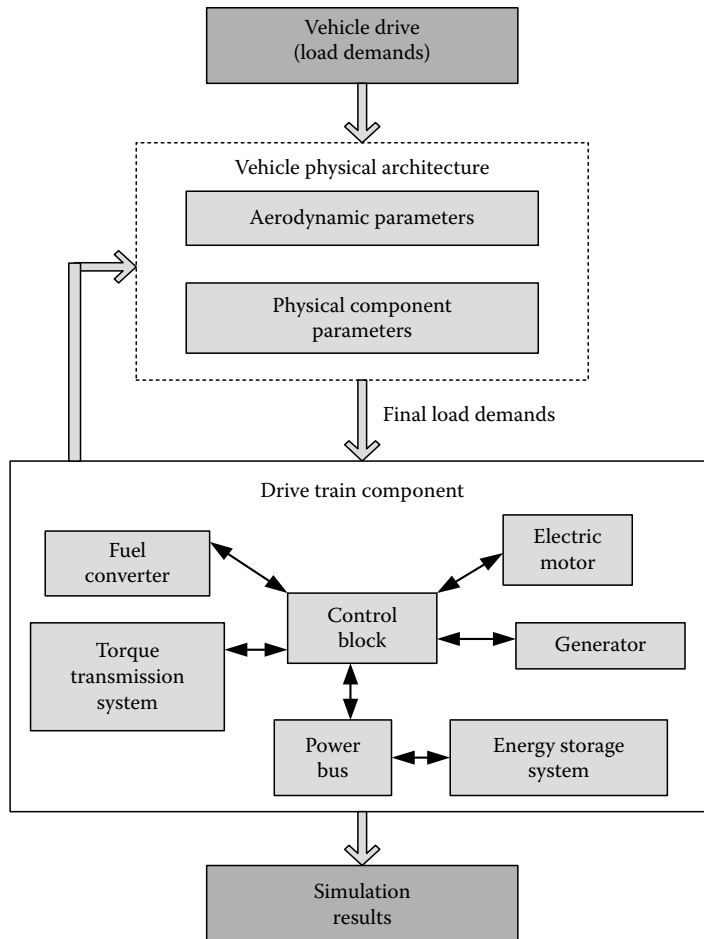 Vehicle drive
(load demands)
Vehicle physical architecture
Aerodynamic parameters
Physical component
parameters
Final load demands
Drive train component
Fuel
converter
Electric
motor
Control
block
Torque
transmission
system
Generator
Power
bus
Energy storage
system
Simulation
results